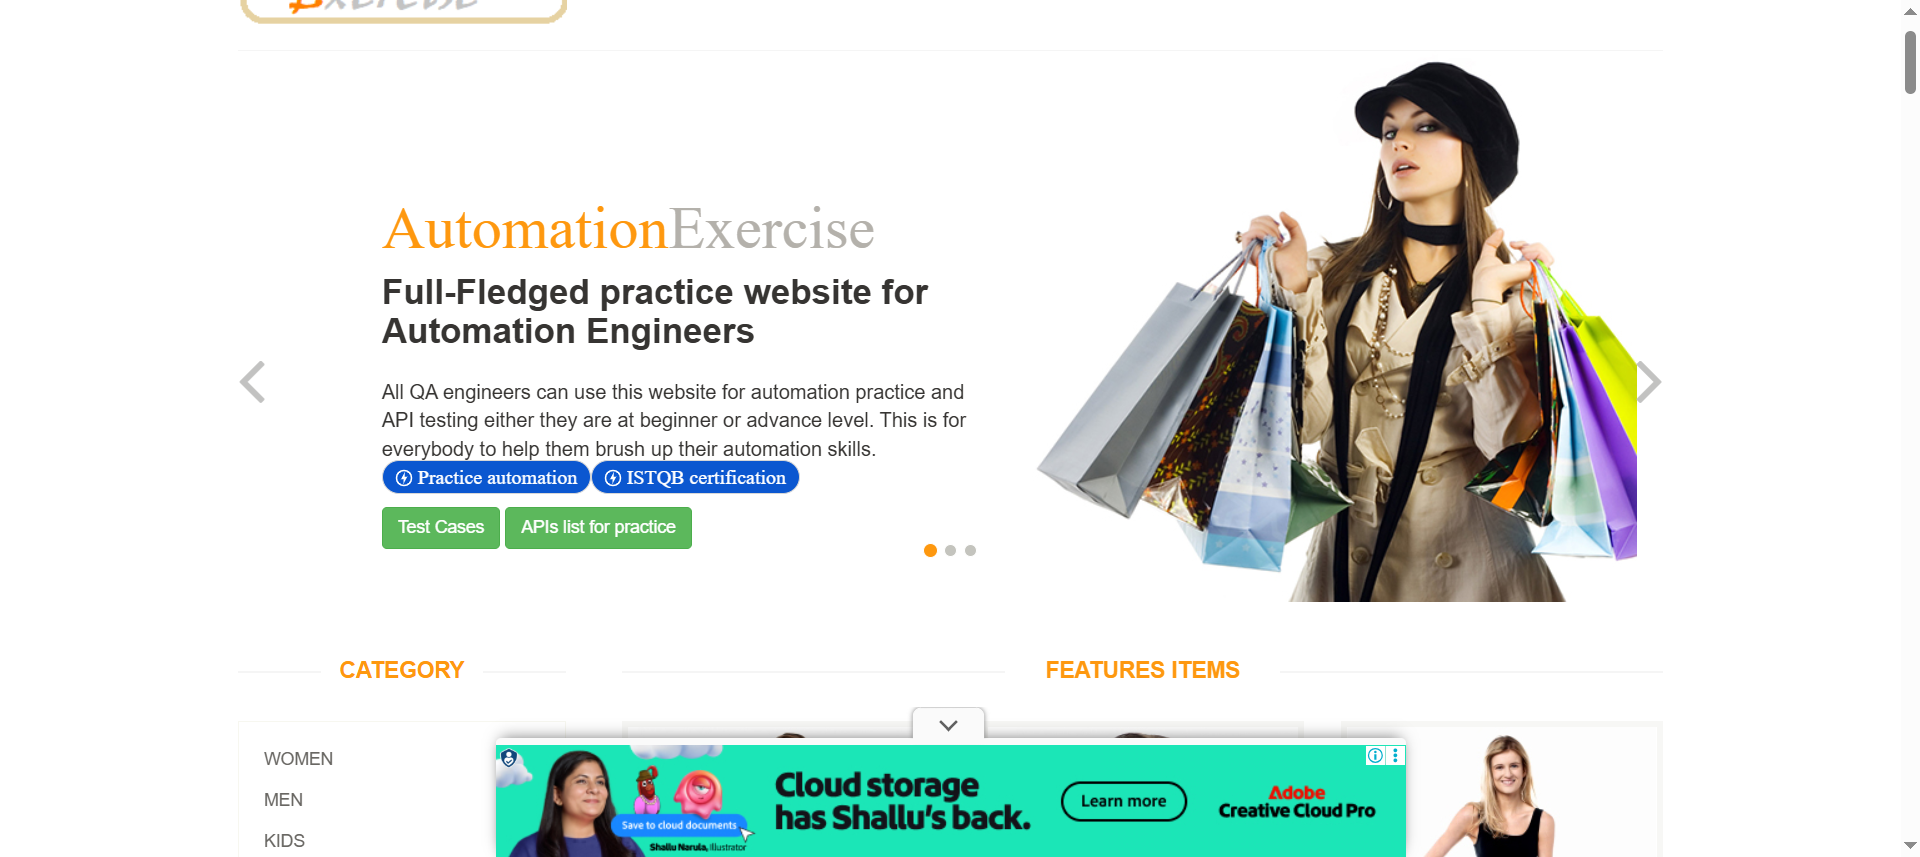 Exercise
AutomationExercise
Full-Fledged practice website for
Automation Engineers
All QA engineers can use this website for automation practice and
API testing either they are at beginner or advance level. This is for
everybody to help them brush up their automation skills.
Practice automation
ISTQB certification
Test Cases
APIs list for practice
CATEGORY
FEATURES ITEMS
WOMEN
MEN
KIDS
Save to cloud documents
Shallu Narula, Illustrator
Cloud storage
has Shallu's back.
Learn more
Adobe
Creative Cloud Pro